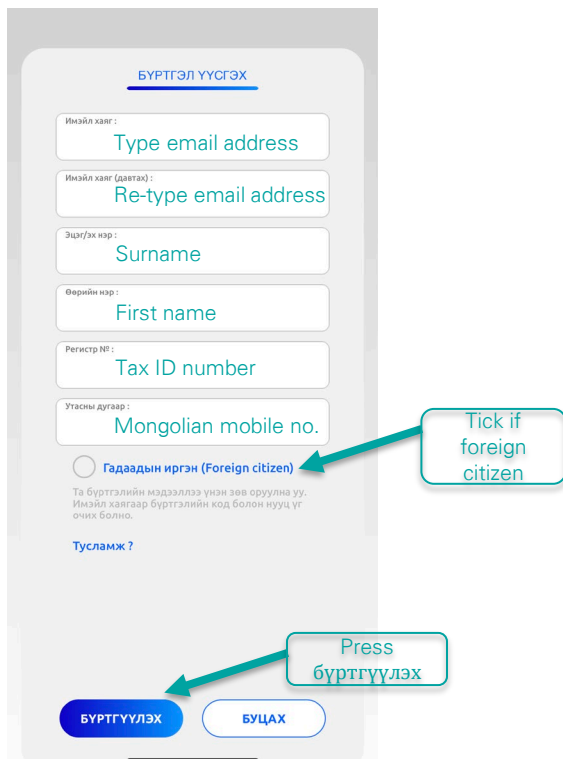 БҮРТГЭЛ ҮҮСГЭХ
Имэйл хаяг :
Type email address
Имэйл хаяг (давтах) :
Re-type email address
Эцэг/эх нэр :
Surname
Өөрийн нэр :
First name
Регистр № :
Tax ID number
Утасны дугаар :
Mongolian mobile no.
Tick if
foreign
citizen
Гадаадын иргэн (Foreign citizen)
Та бүртгэлийн мэдээллээ үнэн зөв оруулна уу.
Имэйл хаягаар бүртгэлийн код болон нууц үг
очих болно.
Тусламж ?
Press
бүртгүүлэх
БҮРТГҮҮЛЭХ
БУЦАХ